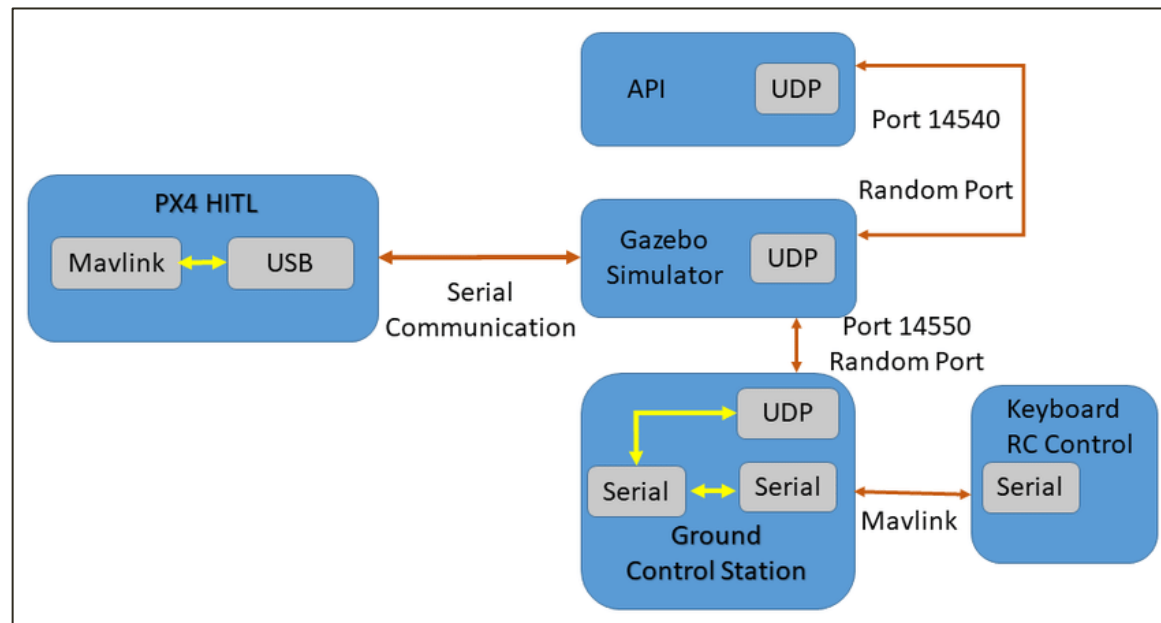 API
UDP
Port 14540
Random Port
PX4 HITL
Mavlink
USB
Serial
Communication
Gazebo
Simulator
UDP
Port 14550
Random Port
UDP
Serial
Serial
Ground
Control Station
Mavlink
Keyboard
RC Control
Serial